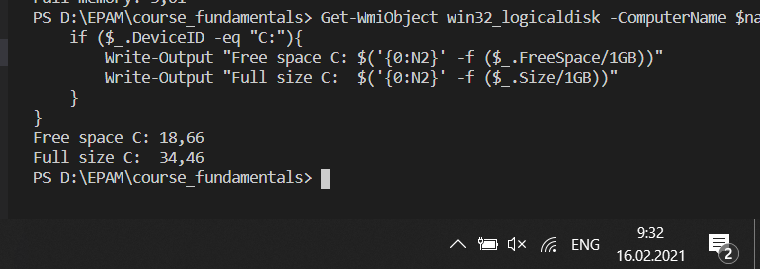 PS D:\EPAM\course_fundamentals> Get-WmiObject win32_logicaldisk -ComputerName
    if ($_.DeviceID -eq "C:"){
        Write-Output "Free space C: $('{0:N2}' -f ($_.FreeSpace/1GB))"
        Write-Output "Full size C:  $('{0:N2}' -f ($_.Size/1GB))"
    }
}
Free space C: 18,66
Full size C:  34,46
PS D:\EPAM\course_fundamentals>
ENG
9:32
16.02.2021
2